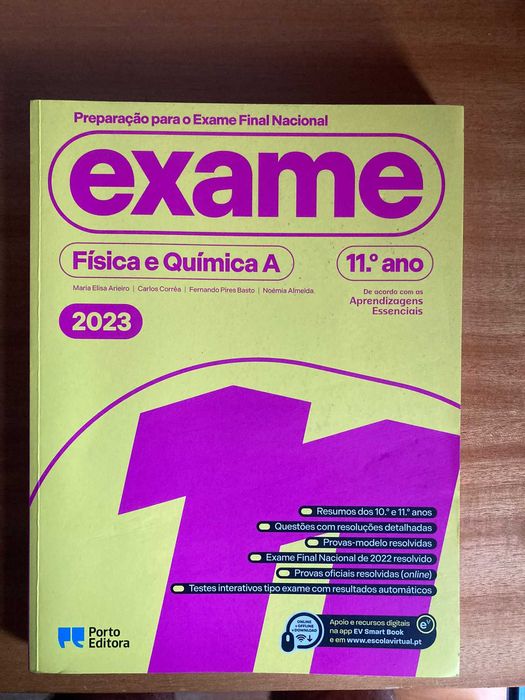 Preparação para o Exame Final Nacional
exame
Física e Química A
11.º ano
Maria Elisa Arieiro | Carlos Corrêa | Fernando Pires Basto | Noémia Almeida
De acordo com as
Aprendizagens
Essenciais
2023
11
Resumos dos 10.º e 11.º anos
Questões com resoluções detalhadas
Provas-modelo resolvidas
Exame Final Nacional de 2022 resolvido
Provas oficiais resolvidas (online)
Testes interativos tipo exame com resultados automáticos
ONLINE
e OFFLINE
DOWNLOAD
Apoio e recursos digitais
na app EV Smart Book
e em www.escolavirtual.pt
ev
Porto
Editora